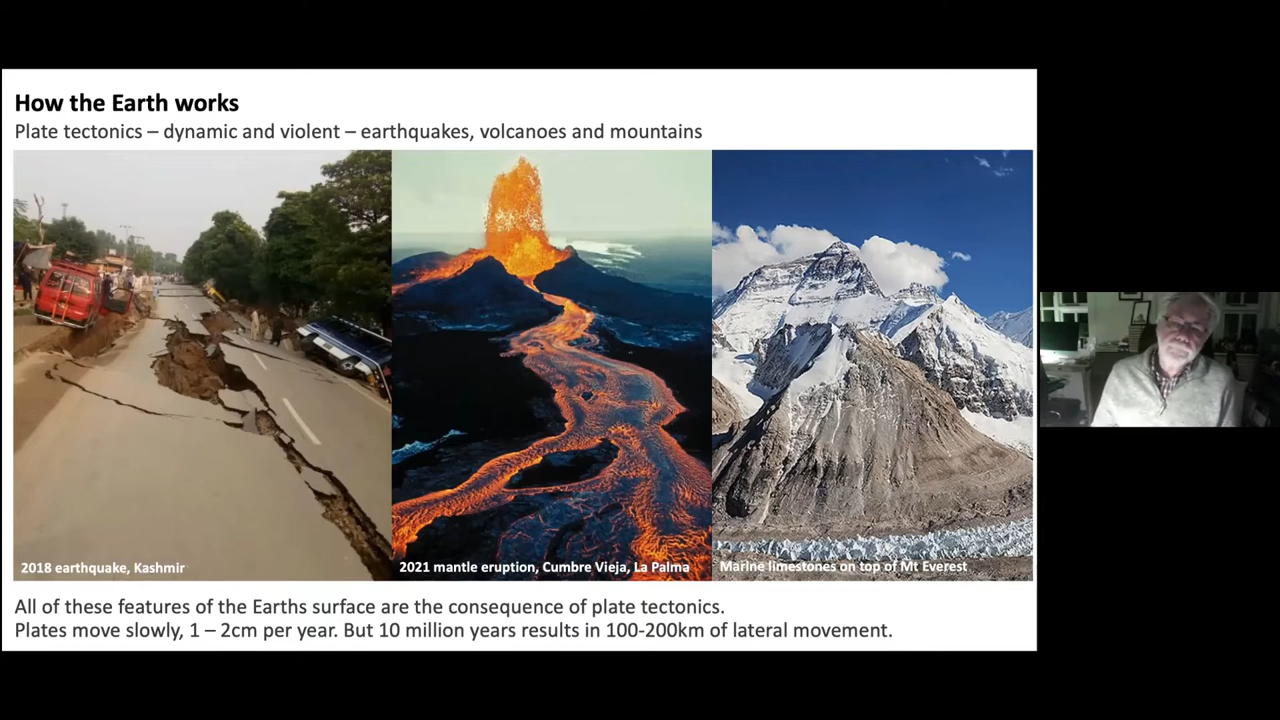 How the Earth works
Plate tectonics – dynamic and violent – earthquakes, volcanoes and mountains
2018 earthquake, Kashmir
2021 mantle eruption, Cumbre Vieja, La Palma
Marine limestones on top of Mt Everest
All of these features of the Earths surface are the consequence of plate tectonics.
Plates move slowly, 1 – 2cm per year. But 10 million years results in 100-200km of lateral movement.